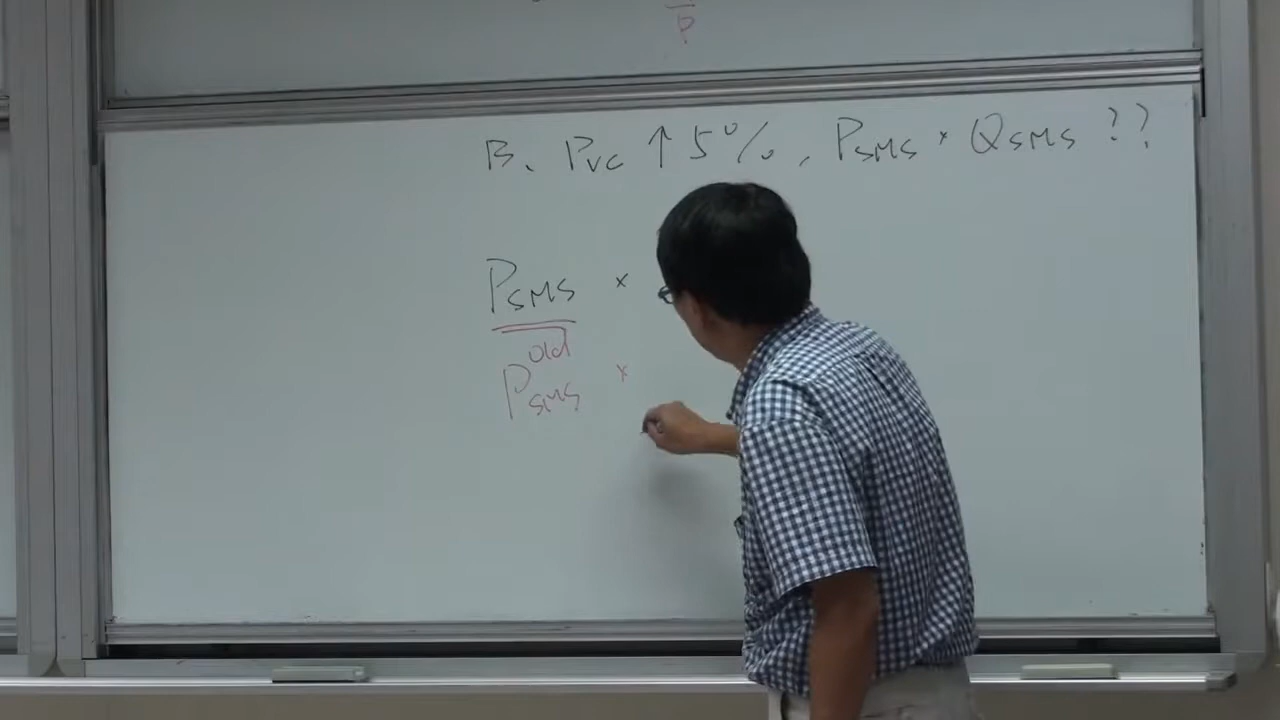 P
B. PVC ↑ 5%, PSMS × QSMS ??
PSMS ×
old
PSMS ×